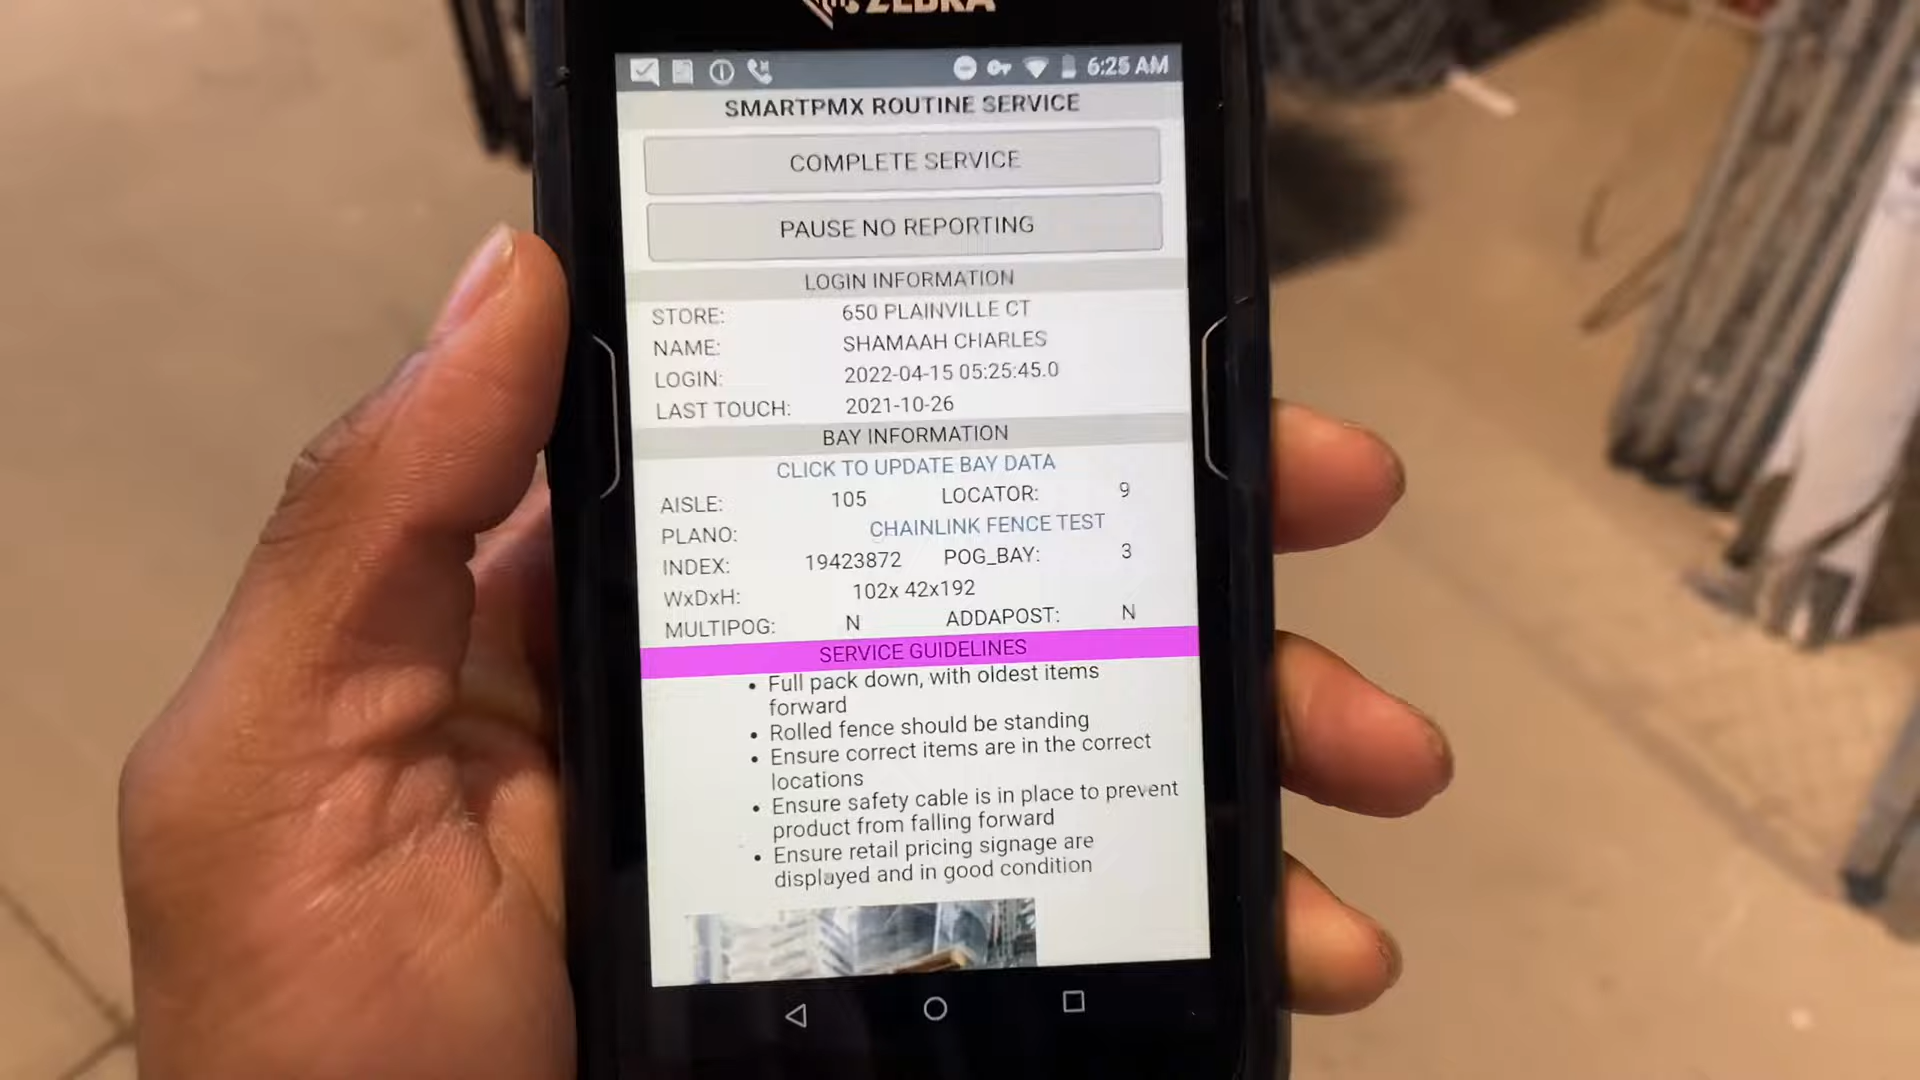 ZEBRA
6:25 AM
SMARTPMX ROUTINE SERVICE
COMPLETE SERVICE
PAUSE NO REPORTING
LOGIN INFORMATION
STORE: 650 PLAINVILLE CT
NAME: SHAMAAH CHARLES
LOGIN: 2022-04-15 05:25:45.0
LAST TOUCH: 2021-10-26
BAY INFORMATION
CLICK TO UPDATE BAY DATA
AISLE: 105 LOCATOR: 9
PLANO: CHAINLINK FENCE TEST
INDEX: 19423872 POG_BAY: 3
WxDxH: 102x 42x192
MULTIPOG: N ADDAPOST: N
SERVICE GUIDELINES
• Full pack down, with oldest items
forward
• Rolled fence should be standing
• Ensure correct items are in the correct
locations
• Ensure safety cable is in place to prevent
product from falling forward
• Ensure retail pricing signage are
displayed and in good condition